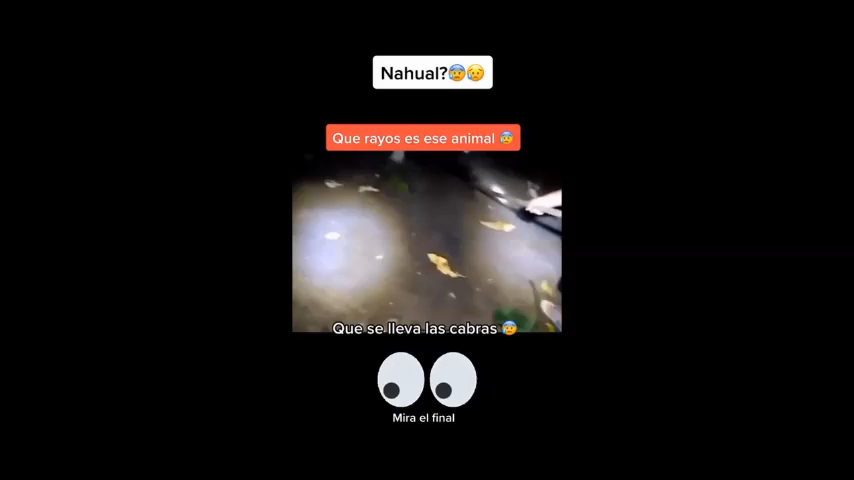 Nahual?😰😥
Que rayos es ese animal 😰
Que se lleva las cabras 😰
Mira el final